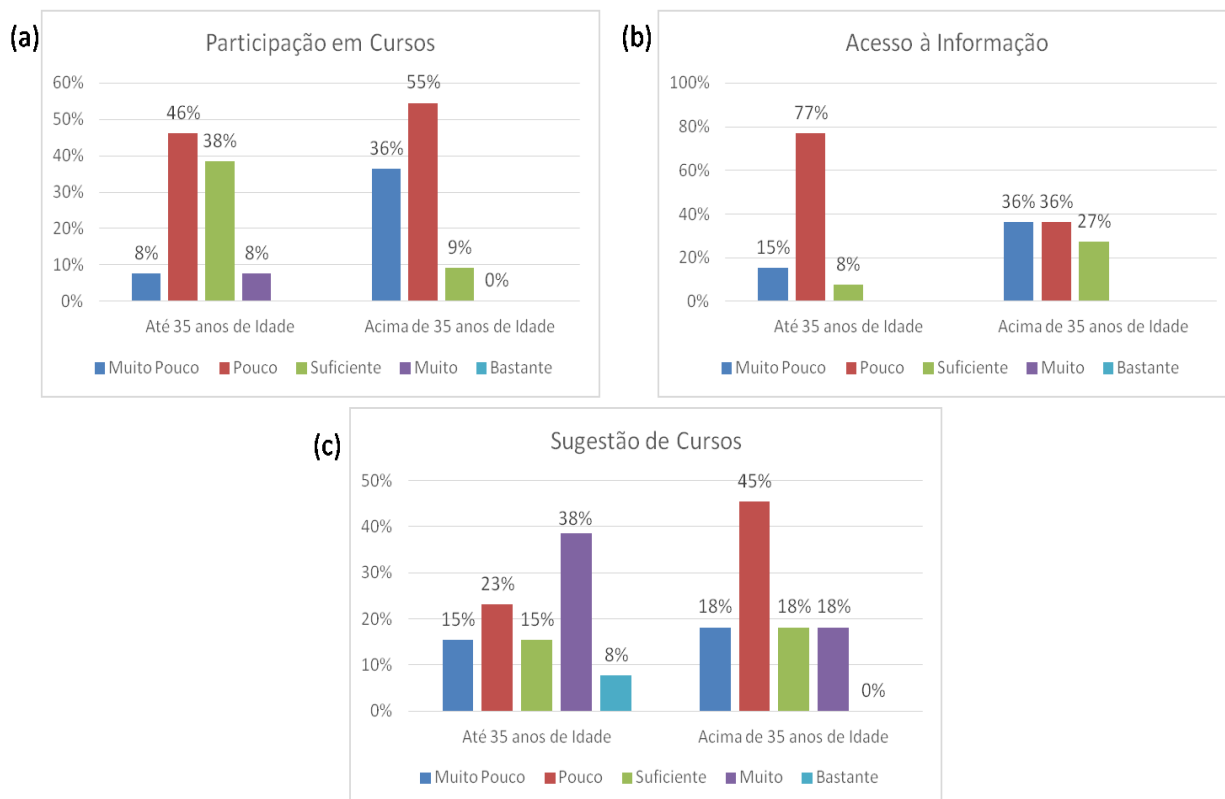 (a)
Participação em Cursos
60%
50%
40%
30%
20%
10%
0%
8%
46%
38%
8%
36%
55%
9%
0%
Até 35 anos de Idade
Acima de 35 anos de Idade
Muito Pouco Pouco Suficiente Muito Bastante
(b)
Acesso à Informação
100%
80%
60%
40%
20%
0%
15%
77%
8%
36%
36%
27%
Até 35 anos de Idade
Acima de 35 anos de Idade
Muito Pouco Pouco Suficiente Muito Bastante
(c)
Sugestão de Cursos
50%
40%
30%
20%
10%
0%
15%
23%
15%
38%
8%
18%
45%
18%
18%
0%
Até 35 anos de Idade
Acima de 35 anos de Idade
Muito Pouco Pouco Suficiente Muito Bastante